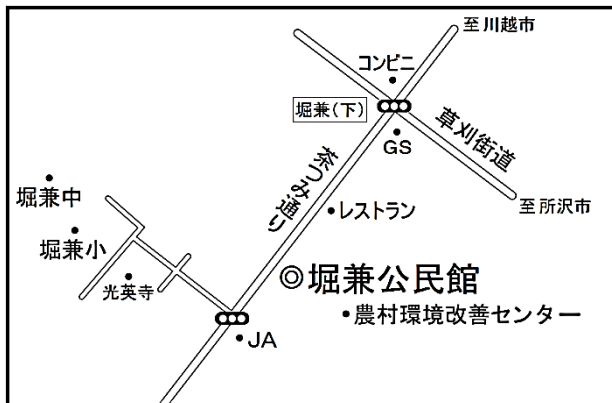 至川越市
コンビニ
堀兼(下)
GS
草刈街道
茶つみ通り
至所沢市
堀兼中
レストラン
堀兼小
光英寺
堀兼公民館
農村環境改善センター
JA